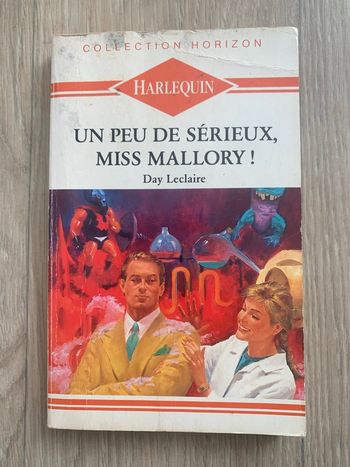 COLLECTION HORIZON
HARLEQUIN
UN PEU DE SÉRIEUX,
MISS MALLORY !
Day Leclaire